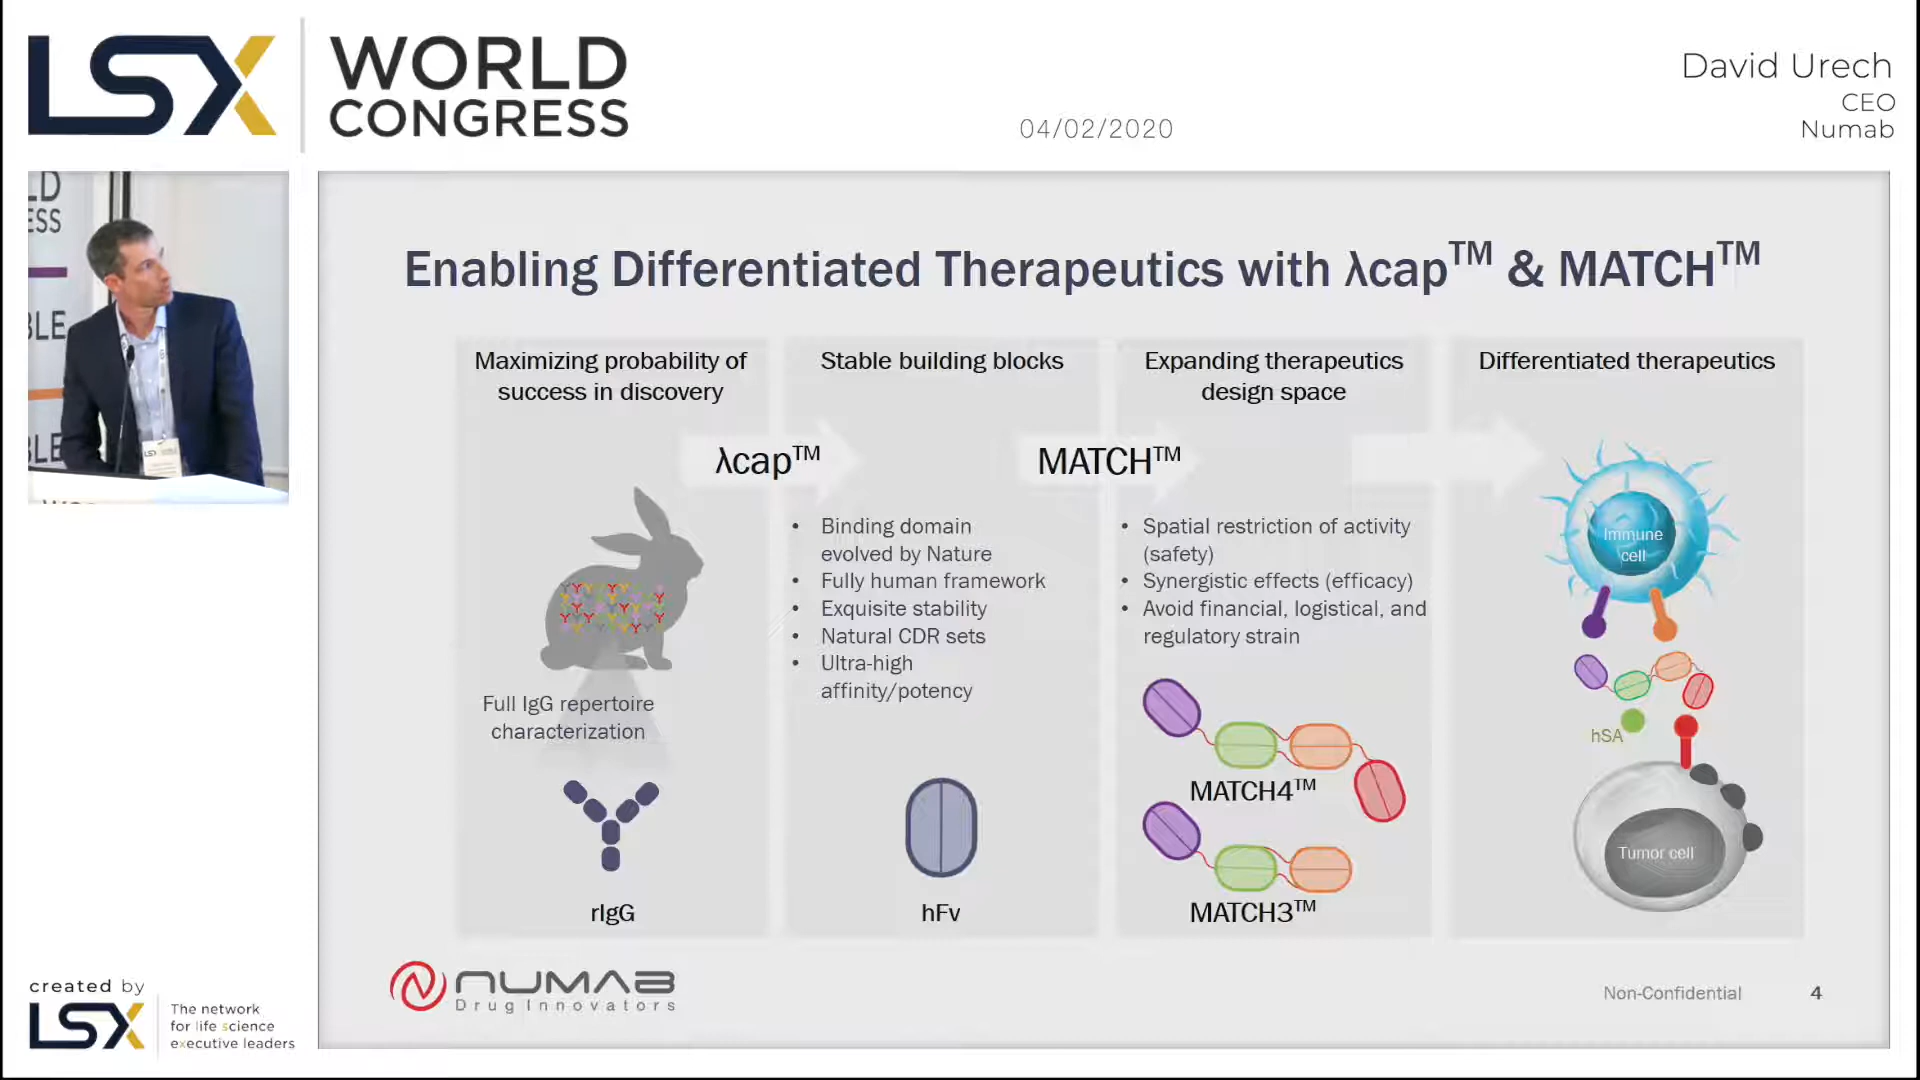 LSX
WORLD
CONGRESS
04/02/2020
David Urech
CEO
Numab
LD
ESS
BLE
BLE
Enabling Differentiated Therapeutics with λcap™ & MATCH™
Maximizing probability of
success in discovery
Stable building blocks
Expanding therapeutics
design space
Differentiated therapeutics
λcap™
MATCH™
• Binding domain
evolved by Nature
• Fully human framework
• Exquisite stability
• Natural CDR sets
• Ultra-high
affinity/potency
• Spatial restriction of activity
(safety)
• Synergistic effects (efficacy)
• Avoid financial, logistical, and
regulatory strain
Immune
cell
Full IgG repertoire
characterization
hSA
MATCH4™
Tumor cell
rIgG
hFv
MATCH3™
NUMAB
Drug Innovators
Non-Confidential
4
created by
LSX
The network
for life science
executive leaders